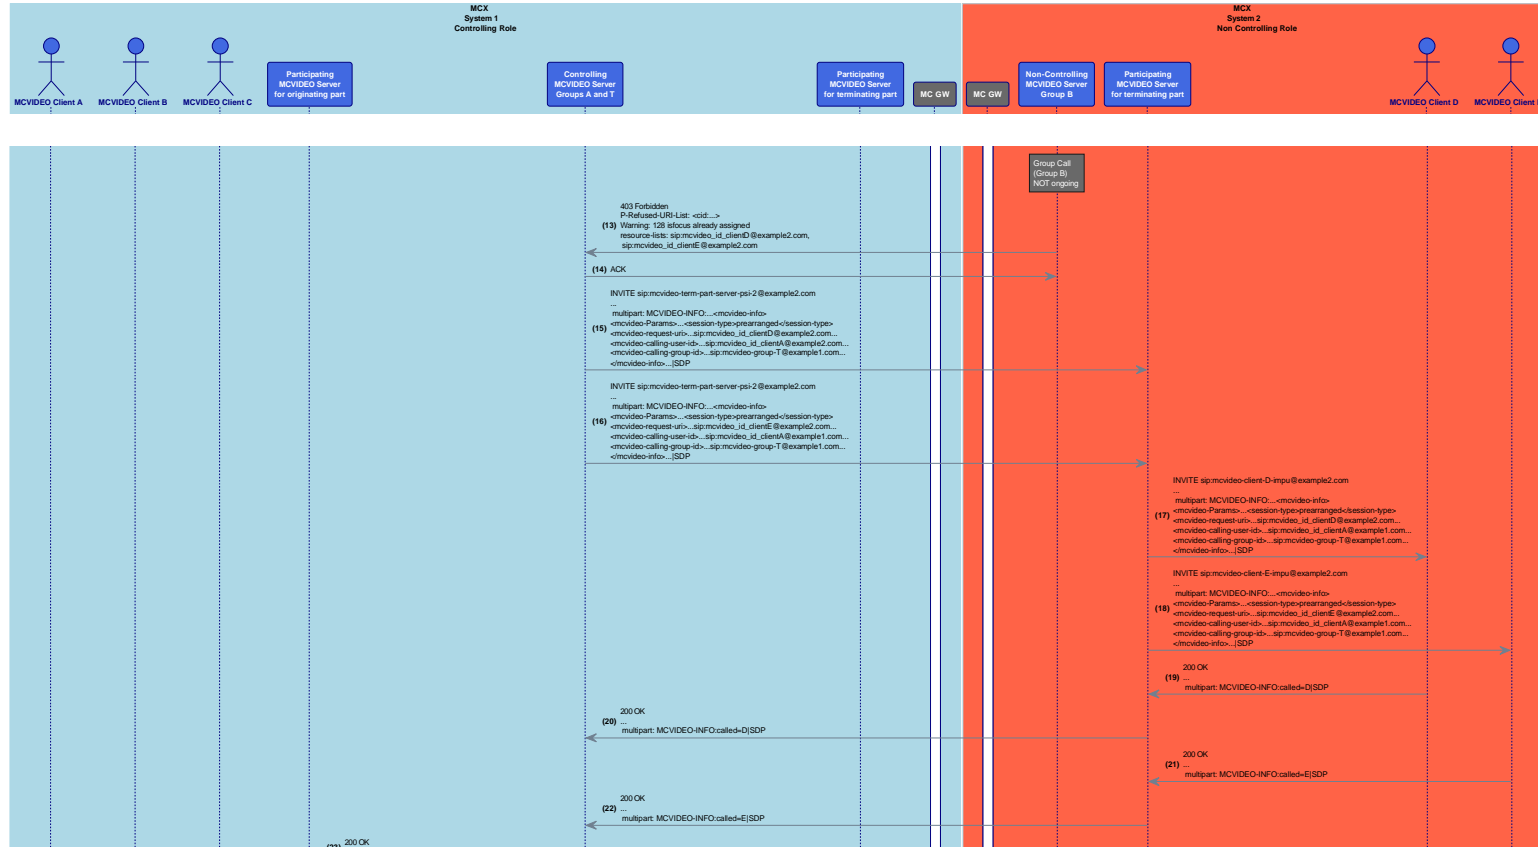 MCX
System 1
Controlling Role
MCX
System 2
Non Controlling Role
MCVIDEO Client A
MCVIDEO Client B
MCVIDEO Client C
Participating
MCVIDEO Server
for originating part
Controlling
MCVIDEO Server
Groups A and T
Participating
MCVIDEO Server
for terminating part
MC GW
MC GW
Non-Controlling
MCVIDEO Server
Group B
Participating
MCVIDEO Server
for terminating part
MCVIDEO Client D
MCVIDEO Client
Group Call
(Group B)
NOT ongoing
403 Forbidden
P-Refused-URI-List: <cid:...>
(13) Warning: 128 isfocus already assigned
resource-lists: sip:mcvideo_id_clientD@example2.com,
sip:mcvideo_id_clientE@example2.com
(14) ACK
INVITE sip:mcvideo-term-part-server-psi-2@example2.com
...
multipart: MCVIDEO-INFO:...<mcvideo-info>
(15) <mcvideo-Params>...<session-type>prearranged</session-type>
<mcvideo-request-uri>...sip:mcvideo_id_clientD@example2.com...
<mcvideo-calling-user-id>...sip:mcvideo_id_clientA@example2.com...
<mcvideo-calling-group-id>...sip:mcvideo-group-T@example1.com...
</mcvideo-info>...|SDP
INVITE sip:mcvideo-term-part-server-psi-2@example2.com
...
multipart: MCVIDEO-INFO:...<mcvideo-info>
(16) <mcvideo-Params>...<session-type>prearranged</session-type>
<mcvideo-request-uri>...sip:mcvideo_id_clientE@example2.com...
<mcvideo-calling-user-id>...sip:mcvideo_id_clientA@example1.com...
<mcvideo-calling-group-id>...sip:mcvideo-group-T@example1.com...
</mcvideo-info>...|SDP
INVITE sip:mcvideo-client-D-impu@example2.com
...
multipart: MCVIDEO-INFO:...<mcvideo-info>
(17) <mcvideo-Params>...<session-type>prearranged</session-type>
<mcvideo-request-uri>...sip:mcvideo_id_clientD@example2.com...
<mcvideo-calling-user-id>...sip:mcvideo_id_clientA@example1.com...
<mcvideo-calling-group-id>...sip:mcvideo-group-T@example1.com...
</mcvideo-info>...|SDP
INVITE sip:mcvideo-client-E-impu@example2.com
...
multipart: MCVIDEO-INFO:...<mcvideo-info>
(18) <mcvideo-Params>...<session-type>prearranged</session-type>
<mcvideo-request-uri>...sip:mcvideo_id_clientE@example2.com...
<mcvideo-calling-user-id>...sip:mcvideo_id_clientA@example1.com...
<mcvideo-calling-group-id>...sip:mcvideo-group-T@example1.com...
</mcvideo-info>...|SDP
200 OK
(19) ...
multipart: MCVIDEO-INFO:called=D|SDP
200 OK
(20) ...
multipart: MCVIDEO-INFO:called=D|SDP
200 OK
(21) ...
multipart: MCVIDEO-INFO:called=E|SDP
200 OK
(22) ...
multipart: MCVIDEO-INFO:called=E|SDP
200 OK